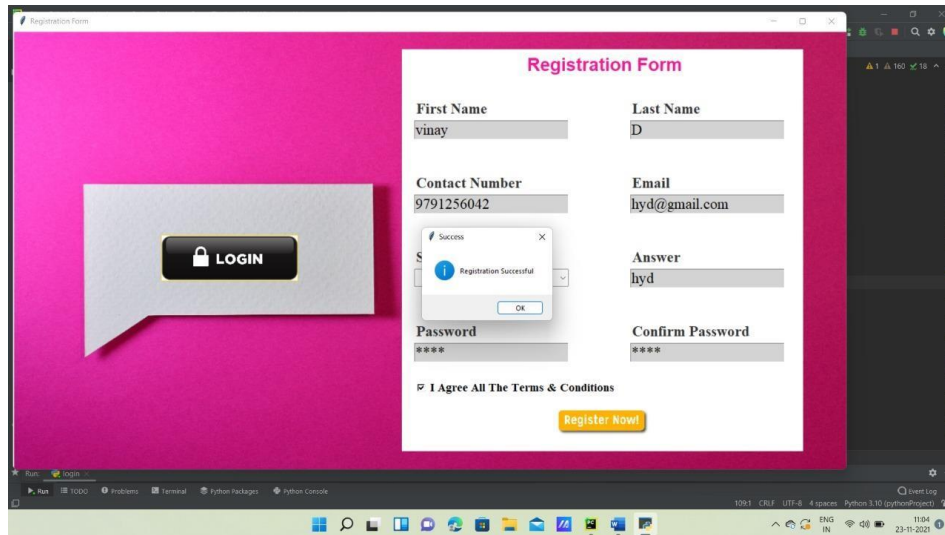 Registration Form
1 160 18
Registration Form
First Name
Last Name
vinay
D
Contact Number
Email
9791256042
hyd@gmail.com
LOGIN
Success
Registration Successful
OK
S
Answer
hyd
Password
Confirm Password
****
****
I Agree All The Terms & Conditions
Register Now!
Run: login
Run TODO Problems Terminal Python Packages Python Console
Event Log
109:1 CRLF UTF-8 4 spaces Python 3.10 (pythonProject)
ENG
IN
11:04
23-11-2021